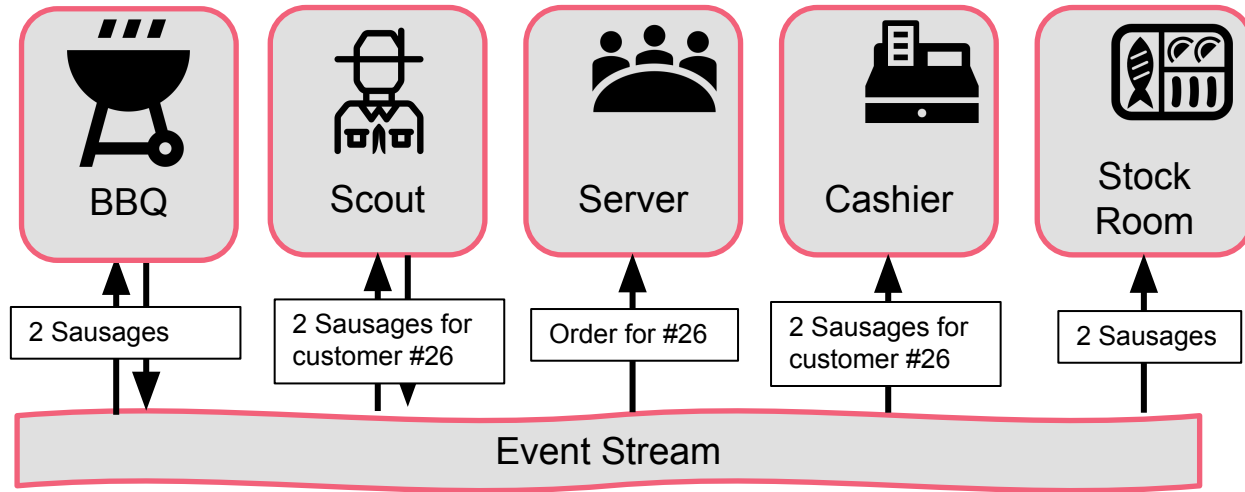 BBQ
Scout
Server
Cashier
Stock
Room
2 Sausages
2 Sausages for
customer #26
Order for #26
2 Sausages for
customer #26
2 Sausages
Event Stream